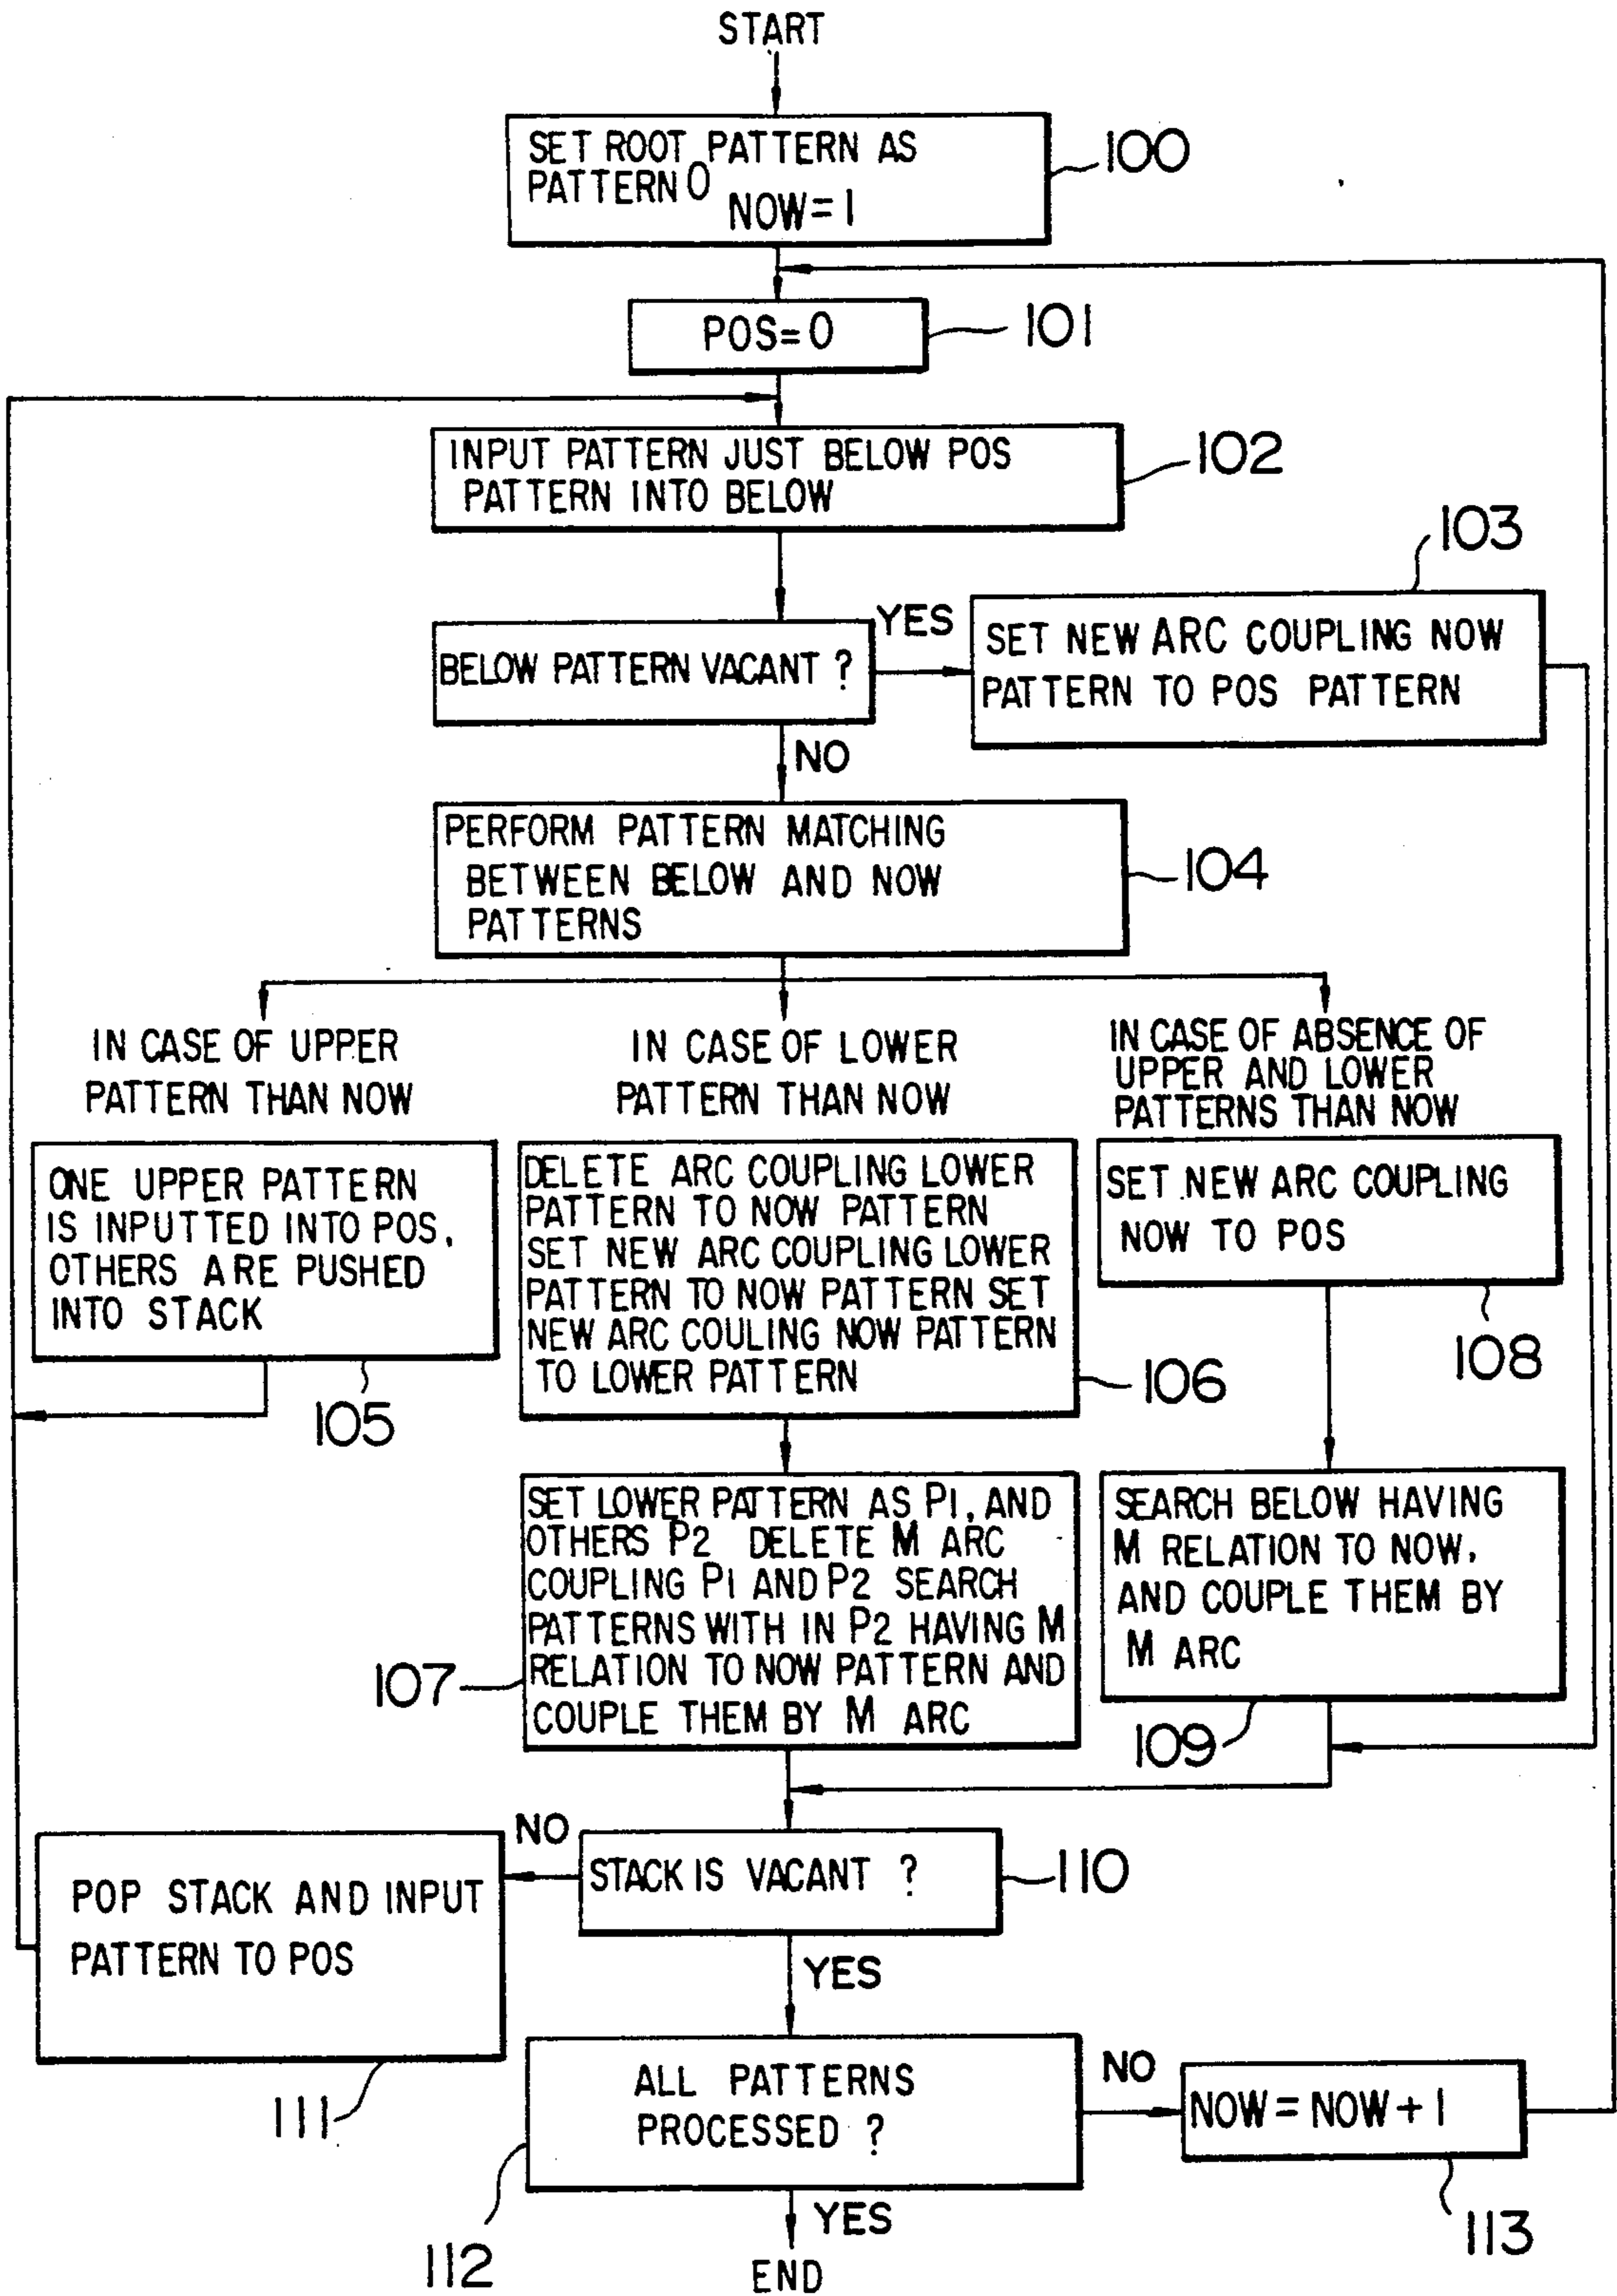 START
SET ROOT PATTERN AS
PATTERN 0
NOW = 1
100
POS = 0
101
INPUT PATTERN JUST BELOW POS
PATTERN INTO BELOW
102
103
BELOW PATTERN VACANT ?
YES
SET NEW ARC COUPLING NOW
PATTERN TO POS PATTERN
NO
PERFORM PATTERN MATCHING
BETWEEN BELOW AND NOW
PATTERNS
104
IN CASE OF UPPER
PATTERN THAN NOW
IN CASE OF LOWER
PATTERN THAN NOW
IN CASE OF ABSENCE OF
UPPER AND LOWER
PATTERNS THAN NOW
ONE UPPER PATTERN
IS INPUTTED INTO POS,
OTHERS ARE PUSHED
INTO STACK
105
DELETE ARC COUPLING LOWER
PATTERN TO NOW PATTERN
SET NEW ARC COUPLING LOWER
PATTERN TO NOW PATTERN SET
NEW ARC COULING NOW PATTERN
TO LOWER PATTERN
106
SET NEW ARC COUPLING
NOW TO POS
108
SET LOWER PATTERN AS P1, AND
OTHERS P2 DELETE M ARC
COUPLING P1 AND P2 SEARCH
PATTERNS WITH IN P2 HAVING M
RELATION TO NOW PATTERN AND
COUPLE THEM BY M ARC
107
SEARCH BELOW HAVING
M RELATION TO NOW,
AND COUPLE THEM BY
M ARC
109
STACK IS VACANT ?
110
NO
POP STACK AND INPUT
PATTERN TO POS
111
YES
ALL PATTERNS
PROCESSED ?
112
NO
NOW = NOW + 1
113
YES
END